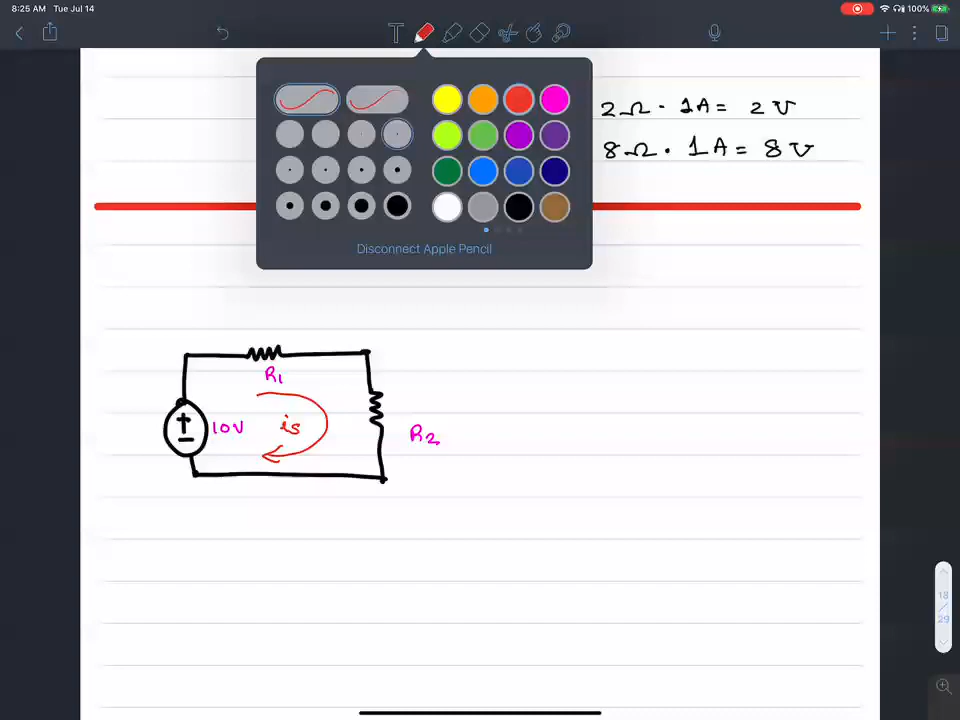 8:25 AM Tue Jul 14
100%
T
2Ω · 1A = 2V
8Ω · 1A = 8V
Disconnect Apple Pencil
R1
+
10V
is
R2
18
/
29